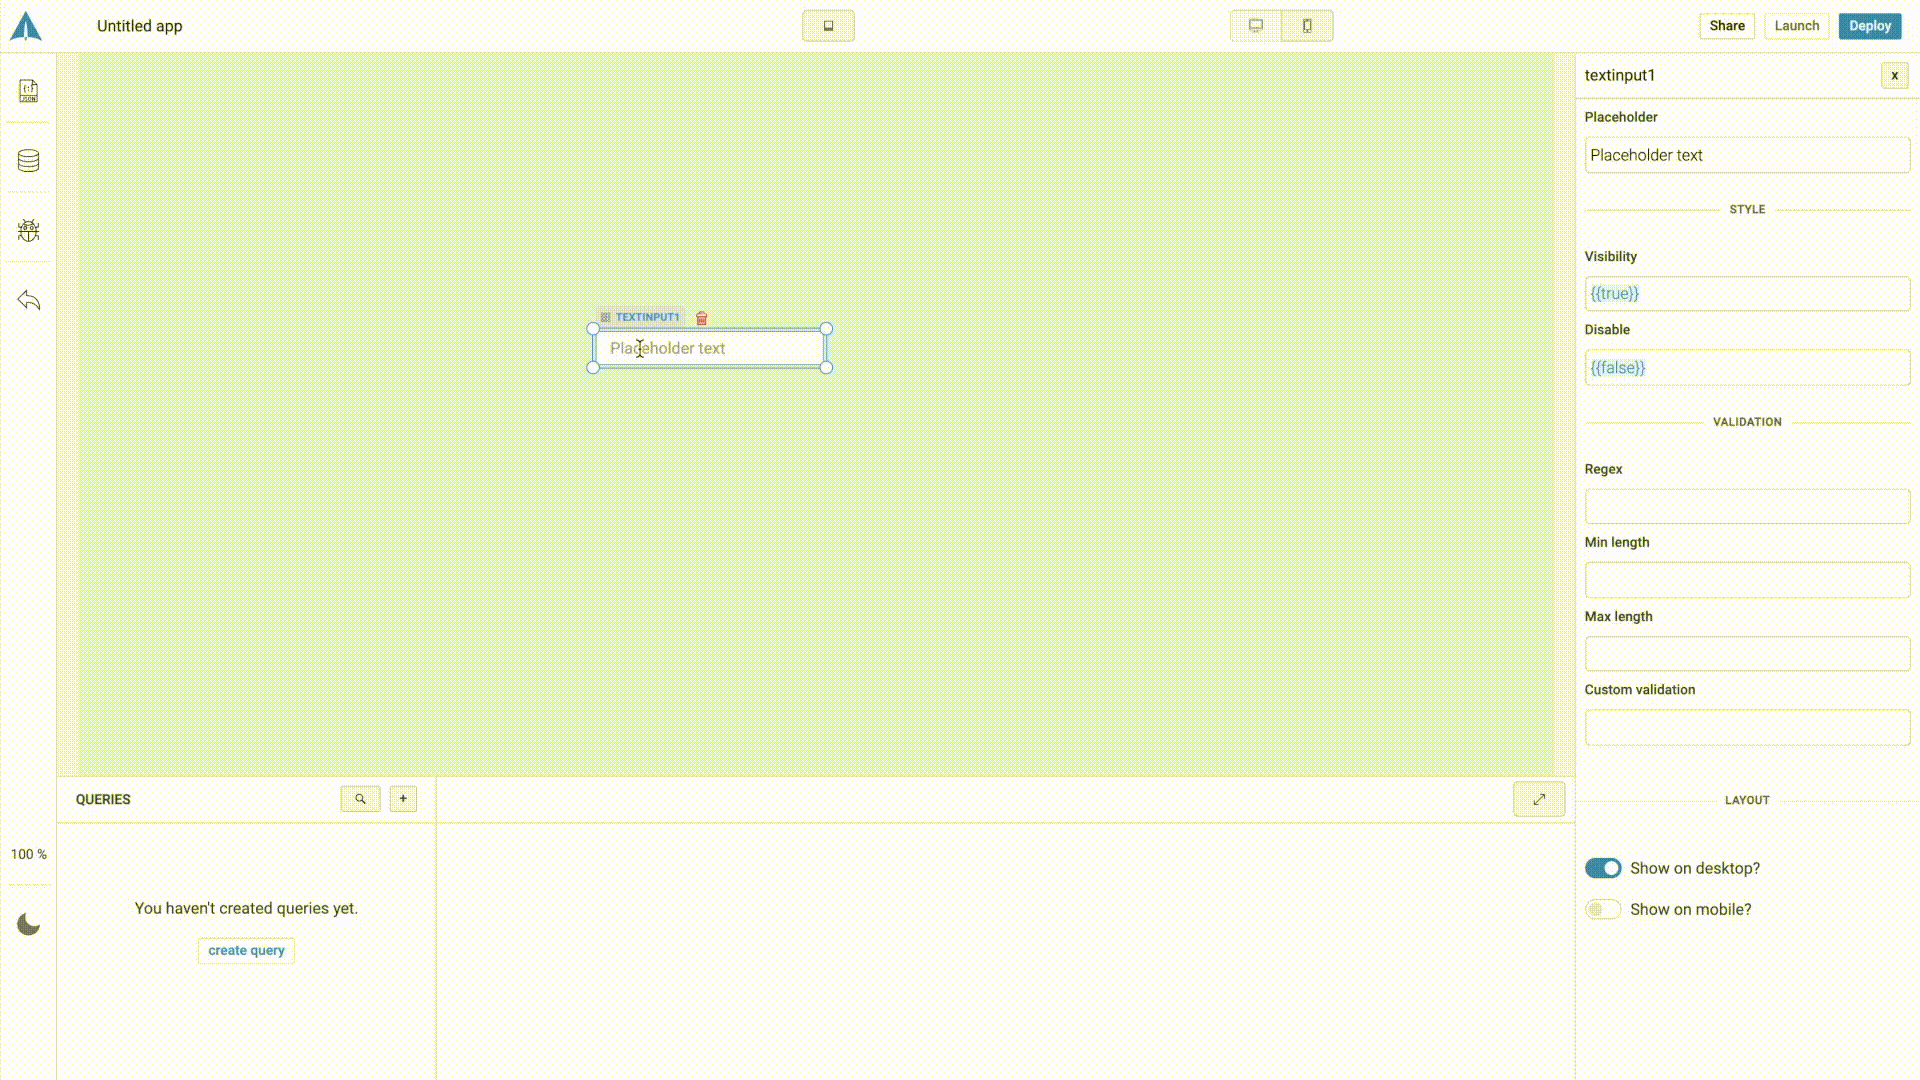 Untitled app
Share
Launch
Deploy
{;}
JSON
textinput1
x
Placeholder
Placeholder text
STYLE
Visibility
{{true}}
Disable
{{false}}
TEXTINPUT1
Placeholder text
VALIDATION
Regex
Min length
Max length
Custom validation
QUERIES
+
LAYOUT
100 %
Show on desktop?
Show on mobile?
You haven't created queries yet.
create query